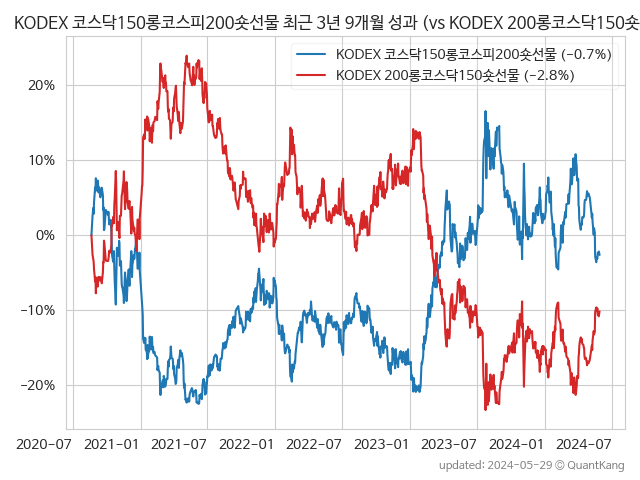 KODEX 코스닥150롱코스피200숏선물 최근 3년 9개월 성과 (vs KODEX 200롱코스닥150숏
KODEX 코스닥150롱코스피200숏선물 (−0.7%)
KODEX 200롱코스닥150숏선물 (−2.8%)
20%
10%
0%
−10%
−20%
2020-07 2021-01 2021-07 2022-01 2022-07 2023-01 2023-07 2024-01 2024-07
updated: 2024-05-29 © QuantKang